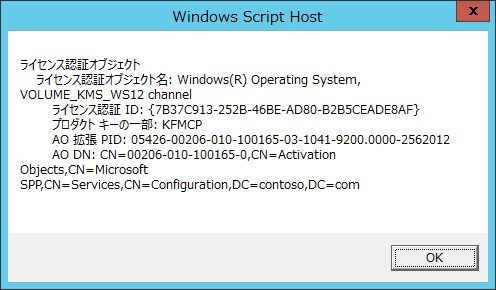 Windows Script Host
x
ライセンス認証オブジェクト
ライセンス認証オブジェクト名: Windows(R) Operating System,
VOLUME_KMS_WS12 channel
ライセンス認証 ID: {7B37C913-252B-46BE-AD80-B2B5CEADE8AF}
プロダクト キーの一部: KFMCP
AO 拡張 PID: 05426-00206-010-100165-03-1041-9200.0000-2562012
AO DN: CN=00206-010-100165-0,CN=Activation
Objects,CN=Microsoft
SPP,CN=Services,CN=Configuration,DC=contoso,DC=com
OK